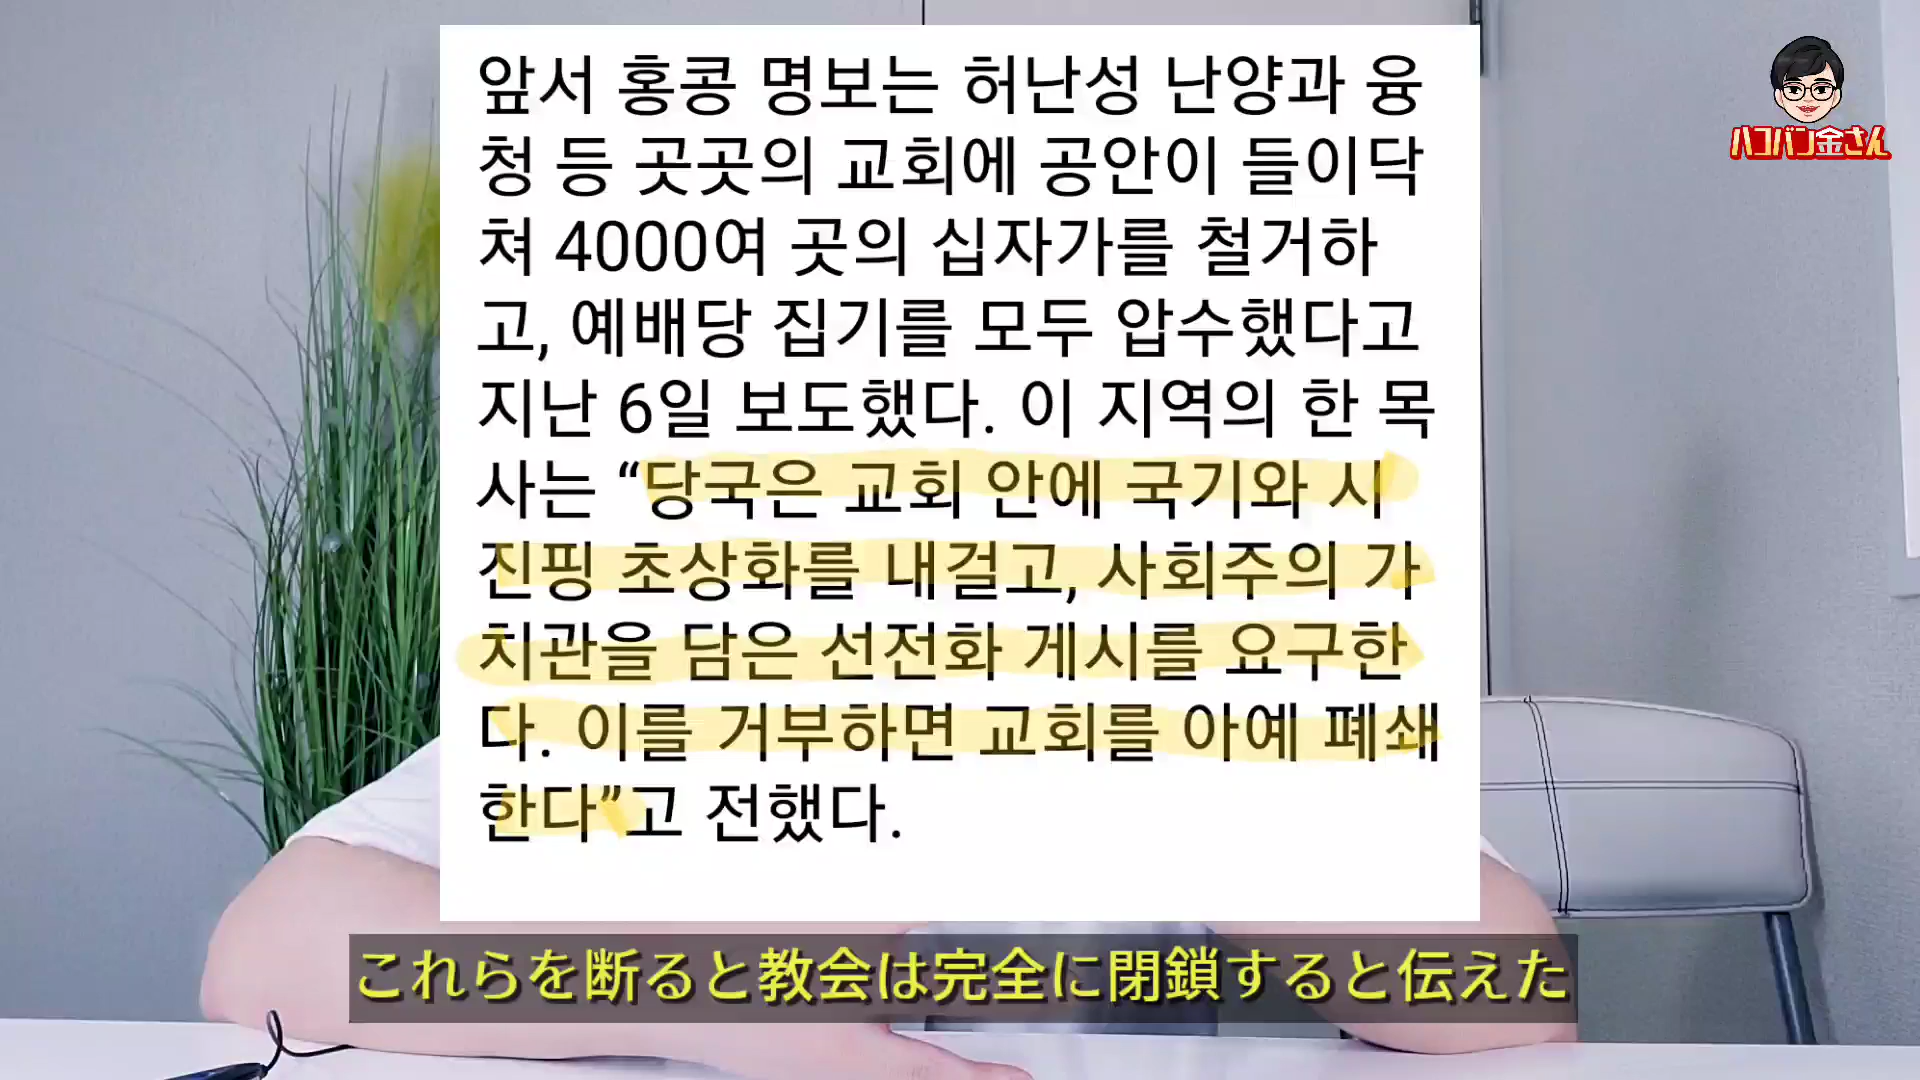 앞서 홍콩 명보는 허난성 난양과 융
청 등 곳곳의 교회에 공안이 들이닥
쳐 4000여 곳의 십자가를 철거하
고, 예배당 집기를 모두 압수했다고
지난 6일 보도했다. 이 지역의 한 목
사는 “당국은 교회 안에 국기와 시
진핑 초상화를 내걸고, 사회주의 가
치관을 담은 선전화 게시를 요구한
다. 이를 거부하면 교회를 아예 폐쇄
한다”고 전했다.
ハコバン金さん
これらを断ると教会は完全に閉鎖すると伝えた